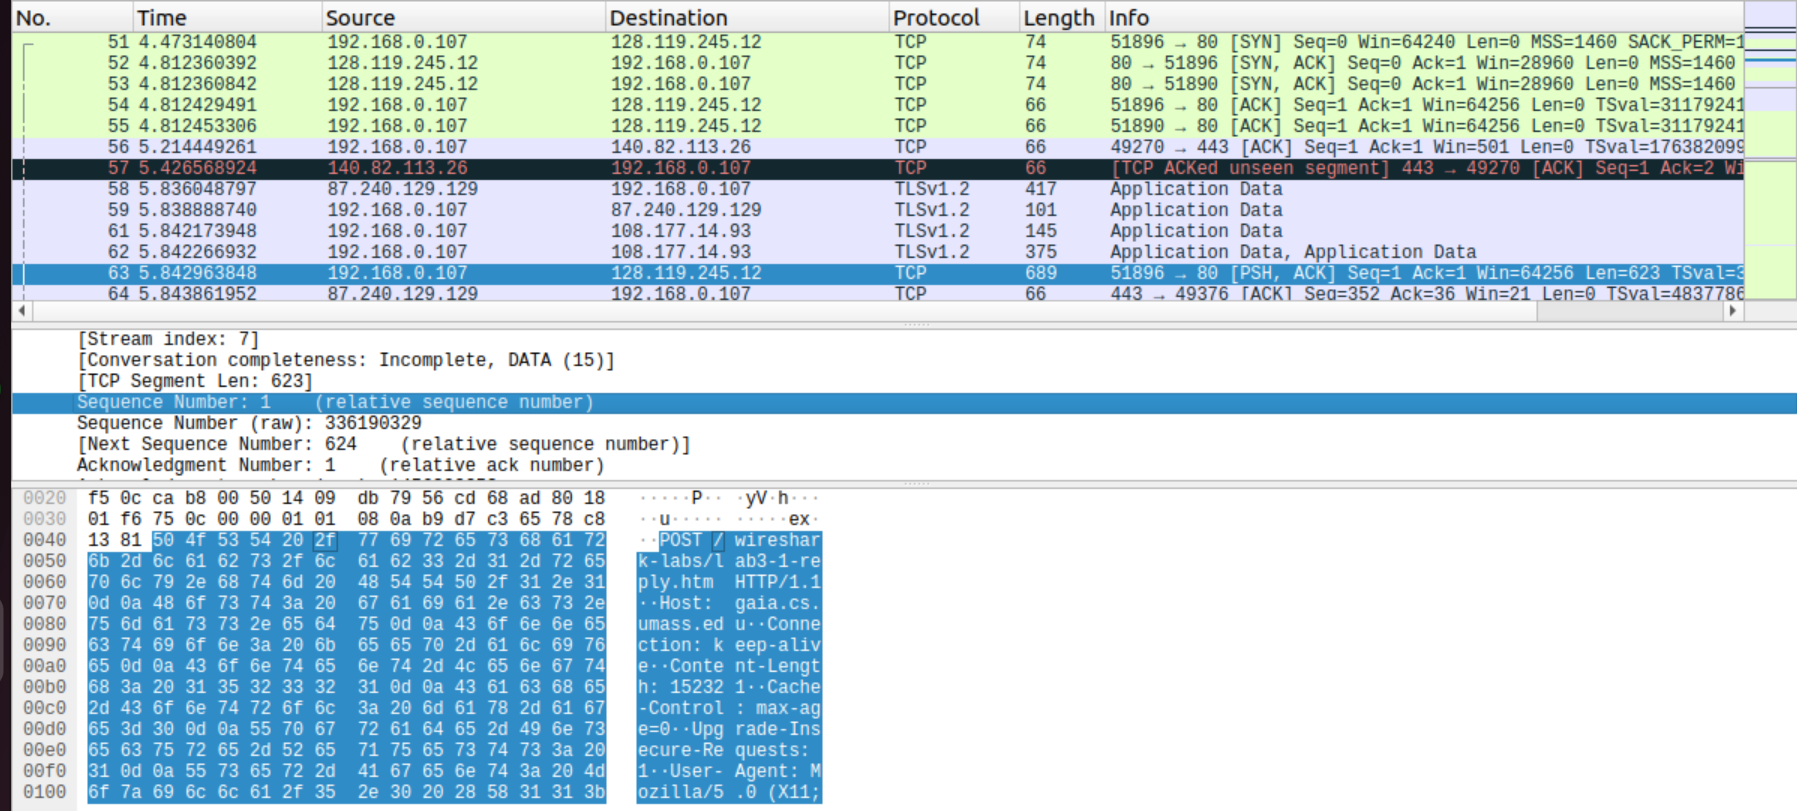 No. Time Source Destination Protocol Length Info
51 4.473140804 192.168.0.107 128.119.245.12 TCP 74 51896 → 80 [SYN] Seq=0 Win=64240 Len=0 MSS=1460 SACK_PERM=1
52 4.812360392 128.119.245.12 192.168.0.107 TCP 74 80 → 51896 [SYN, ACK] Seq=0 Ack=1 Win=28960 Len=0 MSS=1460
53 4.812360842 128.119.245.12 192.168.0.107 TCP 74 80 → 51890 [SYN, ACK] Seq=0 Ack=1 Win=28960 Len=0 MSS=1460
54 4.812429491 192.168.0.107 128.119.245.12 TCP 66 51896 → 80 [ACK] Seq=1 Ack=1 Win=64256 Len=0 TSval=31179241
55 4.812453306 192.168.0.107 128.119.245.12 TCP 66 51890 → 80 [ACK] Seq=1 Ack=1 Win=64256 Len=0 TSval=31179241
56 5.214449261 192.168.0.107 140.82.113.26 TCP 66 49270 → 443 [ACK] Seq=1 Ack=1 Win=501 Len=0 TSval=176382099
57 5.426568924 140.82.113.26 192.168.0.107 TCP 66 [TCP ACKed unseen segment] 443 → 49270 [ACK] Seq=1 Ack=2 Wi
58 5.836048797 87.240.129.129 192.168.0.107 TLSv1.2 417 Application Data
59 5.838888740 192.168.0.107 87.240.129.129 TLSv1.2 101 Application Data
61 5.842173948 192.168.0.107 108.177.14.93 TLSv1.2 145 Application Data
62 5.842266932 192.168.0.107 108.177.14.93 TLSv1.2 375 Application Data, Application Data
63 5.842963848 192.168.0.107 128.119.245.12 TCP 689 51896 → 80 [PSH, ACK] Seq=1 Ack=1 Win=64256 Len=623 TSval=3
64 5.843861952 87.240.129.129 192.168.0.107 TCP 66 443 → 49376 [ACK] Seq=352 Ack=36 Win=21 Len=0 TSval=4837786
[Stream index: 7]
[Conversation completeness: Incomplete, DATA (15)]
[TCP Segment Len: 623]
Sequence Number: 1 (relative sequence number)
Sequence Number (raw): 336190329
[Next Sequence Number: 624 (relative sequence number)]
Acknowledgment Number: 1 (relative ack number)
0020 f5 0c ca b8 00 50 14 09 db 79 56 cd 68 ad 80 18 ·····P·· ·yV·h···
0030 01 f6 75 0c 00 00 01 01 08 0a b9 d7 c3 65 78 c8 ··u····· ·····ex·
0040 13 81 50 4f 53 54 20 2f 77 69 72 65 73 68 61 72 ··POST / wireshar
0050 6b 2d 6c 61 62 73 2f 6c 61 62 33 2d 31 2d 72 65 k-labs/l ab3-1-re
0060 70 6c 79 2e 68 74 6d 20 48 54 54 50 2f 31 2e 31 ply.htm HTTP/1.1
0070 0d 0a 48 6f 73 74 3a 20 67 61 69 61 2e 63 73 2e ··Host: gaia.cs.
0080 75 6d 61 73 73 2e 65 64 75 0d 0a 43 6f 6e 6e 65 umass.ed u··Conne
0090 63 74 69 6f 6e 3a 20 6b 65 65 70 2d 61 6c 69 76 ction: k eep-aliv
00a0 65 0d 0a 43 6f 6e 74 65 6e 74 2d 4c 65 6e 67 74 e··Conte nt-Lengt
00b0 68 3a 20 31 35 32 33 32 31 0d 0a 43 61 63 68 65 h: 15232 1··Cache
00c0 2d 43 6f 6e 74 72 6f 6c 3a 20 6d 61 78 2d 61 67 -Control : max-ag
00d0 65 3d 30 0d 0a 55 70 67 72 61 64 65 2d 49 6e 73 e=0··Upg rade-Ins
00e0 65 63 75 72 65 2d 52 65 71 75 65 73 74 73 3a 20 ecure-Re quests:
00f0 31 0d 0a 55 73 65 72 2d 41 67 65 6e 74 3a 20 4d 1··User- Agent: M
0100 6f 7a 69 6c 6c 61 2f 35 2e 30 20 28 58 31 31 3b ozilla/5 .0 (X11;